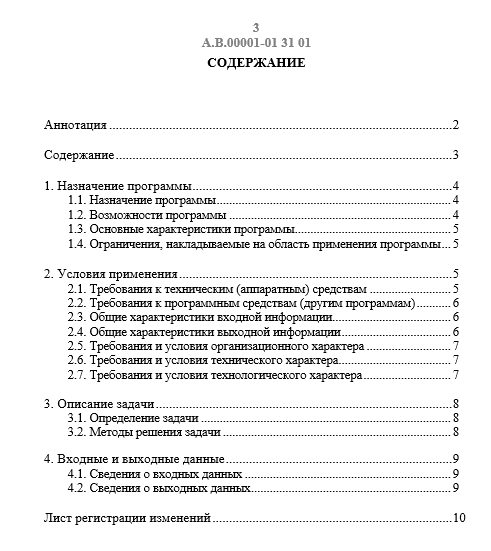 3
А.В.00001-01 31 01
СОДЕРЖАНИЕ
Аннотация 2
Содержание 3
1. Назначение программы 4
1.1. Назначение программы 4
1.2. Возможности программы 4
1.3. Основные характеристики программы 5
1.4. Ограничения, накладываемые на область применения программы 5
2. Условия применения 5
2.1. Требования к техническим (аппаратным) средствам 5
2.2. Требования к программным средствам (другим программам) 6
2.3. Общие характеристики входной информации 6
2.4. Общие характеристики выходной информации 6
2.5. Требования и условия организационного характера 7
2.6. Требования и условия технического характера 7
2.7. Требования и условия технологического характера 7
3. Описание задачи 8
3.1. Определение задачи 8
3.2. Методы решения задачи 8
4. Входные и выходные данные 9
4.1. Сведения о входных данных 9
4.2. Сведения о выходных данных 9
Лист регистрации изменений 10